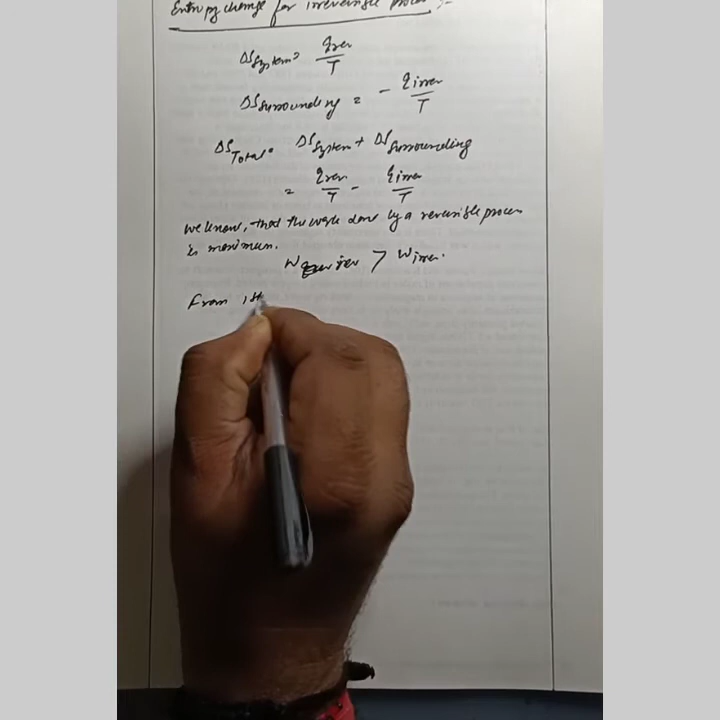 Entropy change for irreversible process :-
ΔSsystem = qrev/T
ΔSsurrounding = - qirrev/T
ΔSTotal = ΔSsystem + ΔSsurrounding
= qrev/T - qirrev/T
we know, that the work done by a reversible process
is maximum.
Wrev > Wirrev.
From 1st